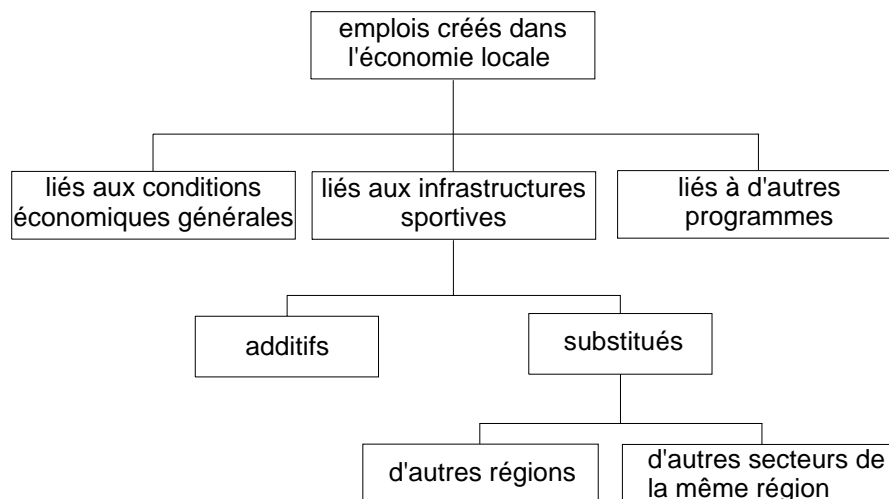 emplois créés dans
l'économie locale
liés aux conditions
économiques générales
liés aux infrastructures
sportives
liés à d'autres
programmes
additifs
substitués
d'autres régions
d'autres secteurs de
la même région